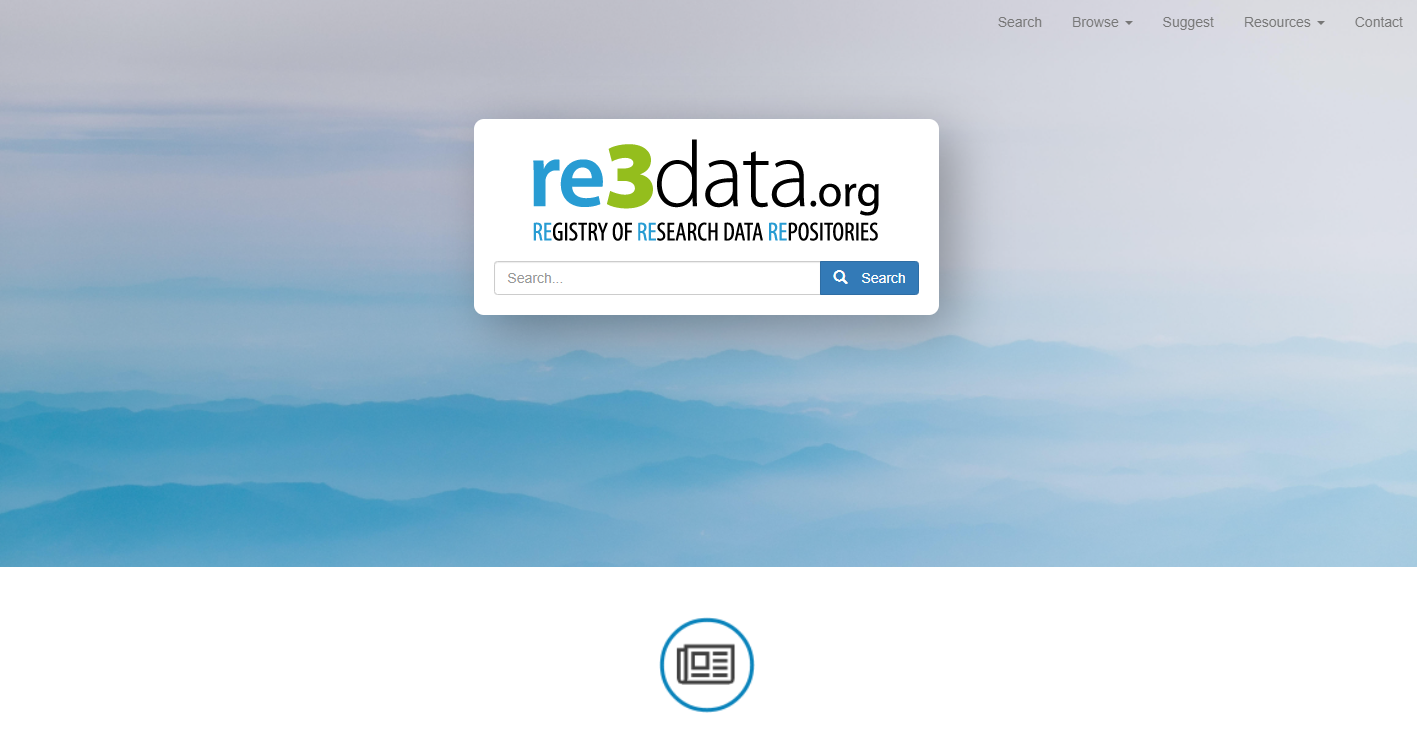 Search Browse Suggest Resources Contact
re3data.org
REGISTRY OF RESEARCH DATA REPOSITORIES
Search... Search